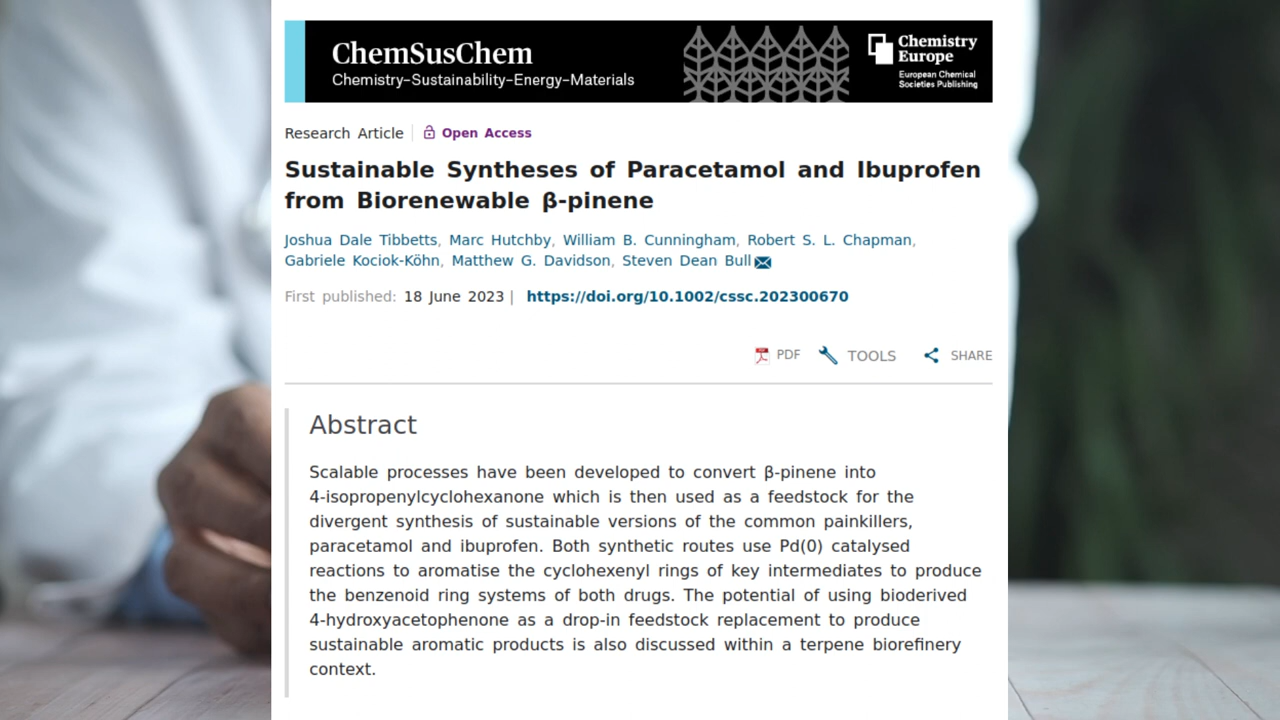 ChemSusChem
Chemistry–Sustainability–Energy–Materials
Chemistry
Europe
European Chemical
Societies Publishing
Research Article
Open Access
Sustainable Syntheses of Paracetamol and Ibuprofen
from Biorenewable β-pinene
Joshua Dale Tibbetts, Marc Hutchby, William B. Cunningham, Robert S. L. Chapman,
Gabriele Kociok-Köhn, Matthew G. Davidson, Steven Dean Bull
First published: 18 June 2023 | https://doi.org/10.1002/cssc.202300670
PDF TOOLS SHARE
Abstract
Scalable processes have been developed to convert β-pinene into
4-isopropenylcyclohexanone which is then used as a feedstock for the
divergent synthesis of sustainable versions of the common painkillers,
paracetamol and ibuprofen. Both synthetic routes use Pd(0) catalysed
reactions to aromatise the cyclohexenyl rings of key intermediates to produce
the benzenoid ring systems of both drugs. The potential of using bioderived
4-hydroxyacetophenone as a drop-in feedstock replacement to produce
sustainable aromatic products is also discussed within a terpene biorefinery
context.